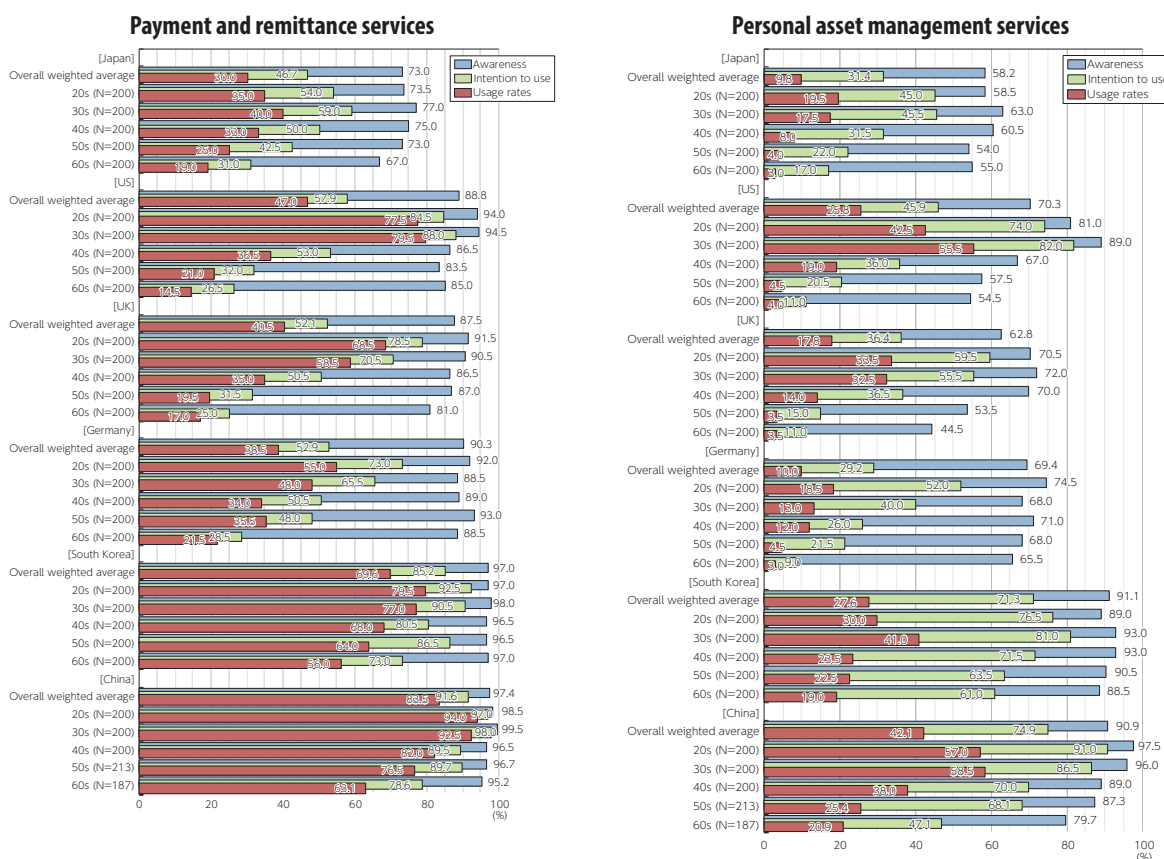 Payment and remittance services
Awareness
Intention to use
Usage rates
[Japan]
Overall weighted average 30.0 46.7 73.0
20s (N=200) 35.0 54.0 73.5
30s (N=200) 40.0 59.0 77.0
40s (N=200) 33.0 50.0 75.0
50s (N=200) 25.0 42.5 73.0
60s (N=200) 19.0 31.0 67.0
[US]
Overall weighted average 47.0 57.9 88.8
20s (N=200) 77.5 84.5 94.0
30s (N=200) 79.5 88.0 94.5
40s (N=200) 36.5 53.0 86.5
50s (N=200) 21.0 32.0 83.5
60s (N=200) 14.5 26.5 85.0
[UK]
Overall weighted average 40.5 52.1 87.5
20s (N=200) 68.5 78.5 91.5
30s (N=200) 58.5 70.5 90.5
40s (N=200) 35.0 50.5 86.5
50s (N=200) 19.5 31.5 87.0
60s (N=200) 17.0 25.0 81.0
[Germany]
Overall weighted average 38.5 52.9 90.3
20s (N=200) 55.0 73.0 92.0
30s (N=200) 48.0 65.5 88.5
40s (N=200) 34.0 50.5 89.0
50s (N=200) 35.5 48.0 93.0
60s (N=200) 21.5 28.5 88.5
[South Korea]
Overall weighted average 69.6 85.2 97.0
20s (N=200) 79.5 92.5 97.0
30s (N=200) 77.0 90.5 98.0
40s (N=200) 68.0 80.5 96.5
50s (N=200) 64.0 86.5 96.5
60s (N=200) 56.0 73.0 97.0
[China]
Overall weighted average 83.5 91.6 97.4
20s (N=200) 94.0 97.0 98.5
30s (N=200) 92.5 98.0 99.5
40s (N=200) 82.0 89.5 96.5
50s (N=213) 76.5 89.7 96.7
60s (N=187) 63.1 78.6 95.2
0 20 40 60 80 100
(%)
Personal asset management services
Awareness
Intention to use
Usage rates
[Japan]
Overall weighted average 9.8 31.4 58.2
20s (N=200) 19.5 45.0 58.5
30s (N=200) 17.5 45.5 63.0
40s (N=200) 8.0 31.5 60.5
50s (N=200) 4.0 22.0 54.0
60s (N=200) 3.0 17.0 55.0
[US]
Overall weighted average 25.8 45.9 70.3
20s (N=200) 42.5 74.0 81.0
30s (N=200) 55.5 82.0 89.0
40s (N=200) 19.0 36.0 67.0
50s (N=200) 4.5 20.5 57.5
60s (N=200) 4.0 11.0 54.5
[UK]
Overall weighted average 17.8 36.4 62.8
20s (N=200) 33.5 59.5 70.5
30s (N=200) 32.5 55.5 72.0
40s (N=200) 14.0 36.5 70.0
50s (N=200) 3.5 15.0 53.5
60s (N=200) 3.5 11.0 44.5
[Germany]
Overall weighted average 10.0 29.2 69.4
20s (N=200) 18.5 52.0 74.5
30s (N=200) 13.0 40.0 68.0
40s (N=200) 12.0 26.0 71.0
50s (N=200) 4.5 21.5 68.0
60s (N=200) 3.0 9.0 65.5
[South Korea]
Overall weighted average 27.6 71.3 91.1
20s (N=200) 30.0 76.5 89.0
30s (N=200) 41.0 81.0 93.0
40s (N=200) 23.5 71.5 93.0
50s (N=200) 22.5 63.5 90.5
60s (N=200) 19.0 61.0 88.5
[China]
Overall weighted average 42.1 74.9 90.9
20s (N=200) 57.0 91.0 97.5
30s (N=200) 58.5 86.5 96.0
40s (N=200) 38.0 70.0 89.0
50s (N=213) 25.4 68.1 87.3
60s (N=187) 20.9 47.1 79.7
0 20 40 60 80 100
(%)